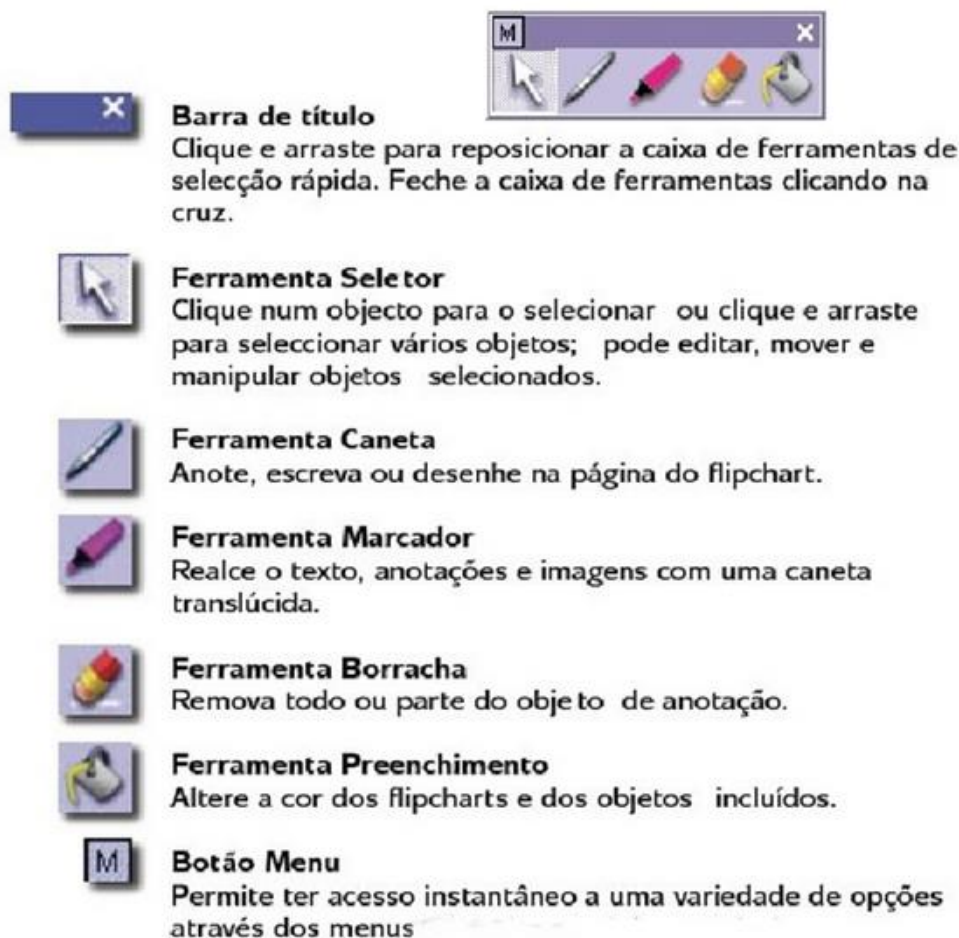 M
Barra de título
Clique e arraste para reposicionar a caixa de ferramentas de
selecção rápida. Feche a caixa de ferramentas clicando na
cruz.
Ferramenta Seletor
Clique num objecto para o selecionar ou clique e arraste
para seleccionar vários objetos; pode editar, mover e
manipular objetos selecionados.
Ferramenta Caneta
Anote, escreva ou desenhe na página do flipchart.
Ferramenta Marcador
Realce o texto, anotações e imagens com uma caneta
translúcida.
Ferramenta Borracha
Remova todo ou parte do objeto de anotação.
Ferramenta Preenchimento
Altere a cor dos flipcharts e dos objetos incluídos.
M
Botão Menu
Permite ter acesso instantâneo a uma variedade de opções
através dos menus